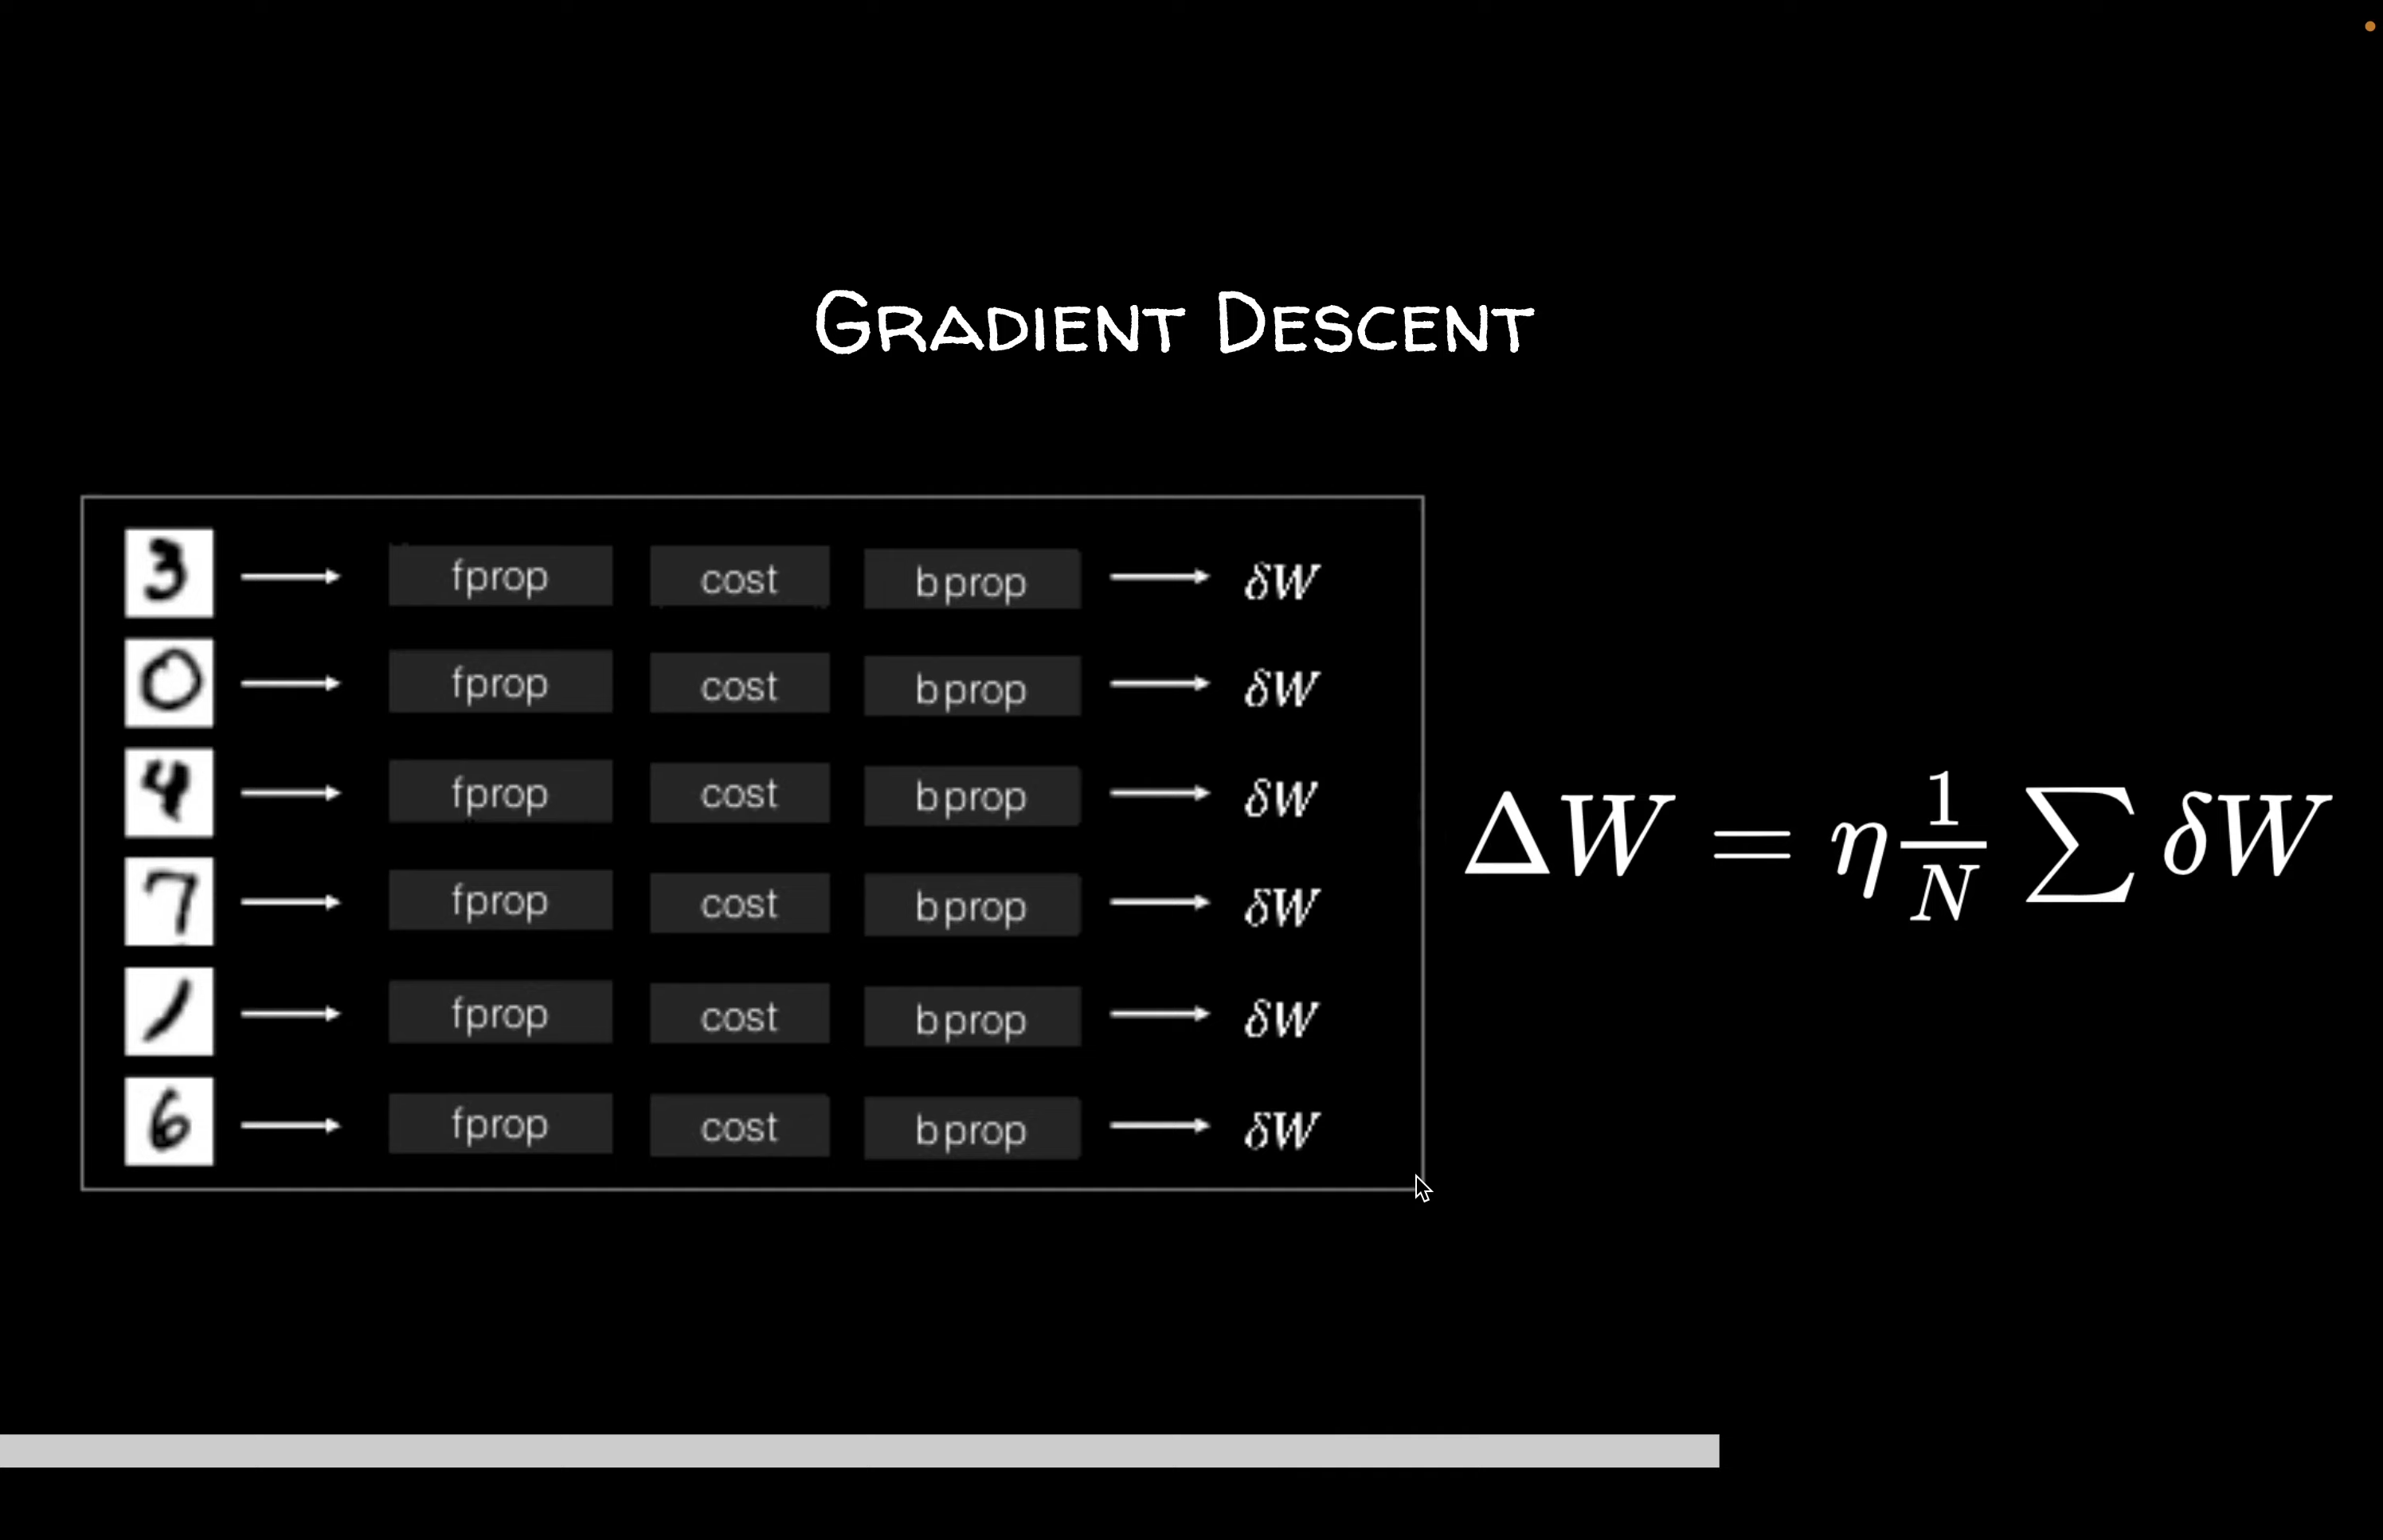 GRADIENT DESCENT
3 fprop cost bprop δW
0 fprop cost bprop δW
4 fprop cost bprop δW
7 fprop cost bprop δW
1 fprop cost bprop δW
6 fprop cost bprop δW
ΔW = η 1/N ∑ δW